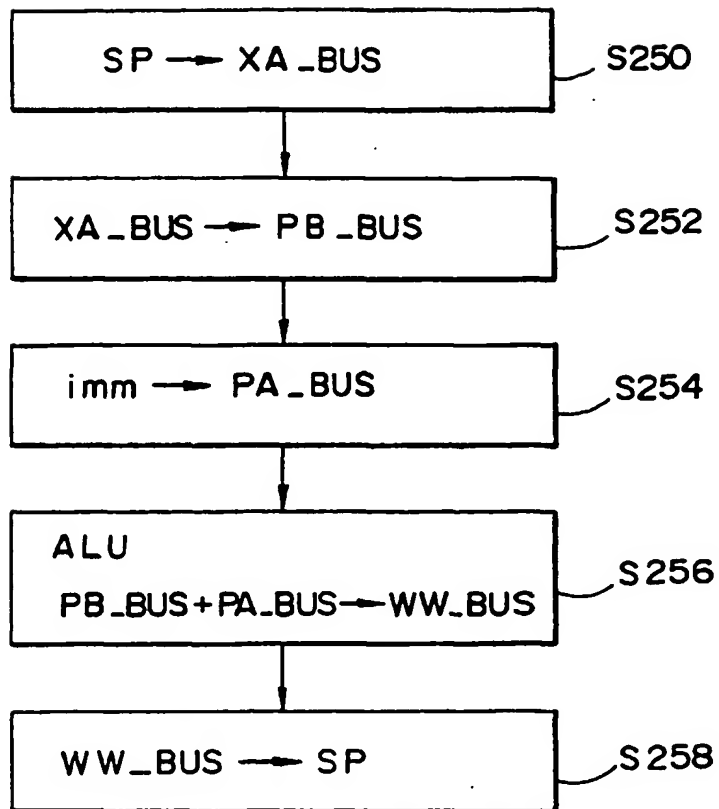 SP → XA_BUS
S250
XA_BUS → PB_BUS
S252
imm → PA_BUS
S254
ALU
PB_BUS+PA_BUS→WW_BUS
S256
WW_BUS → SP
S258